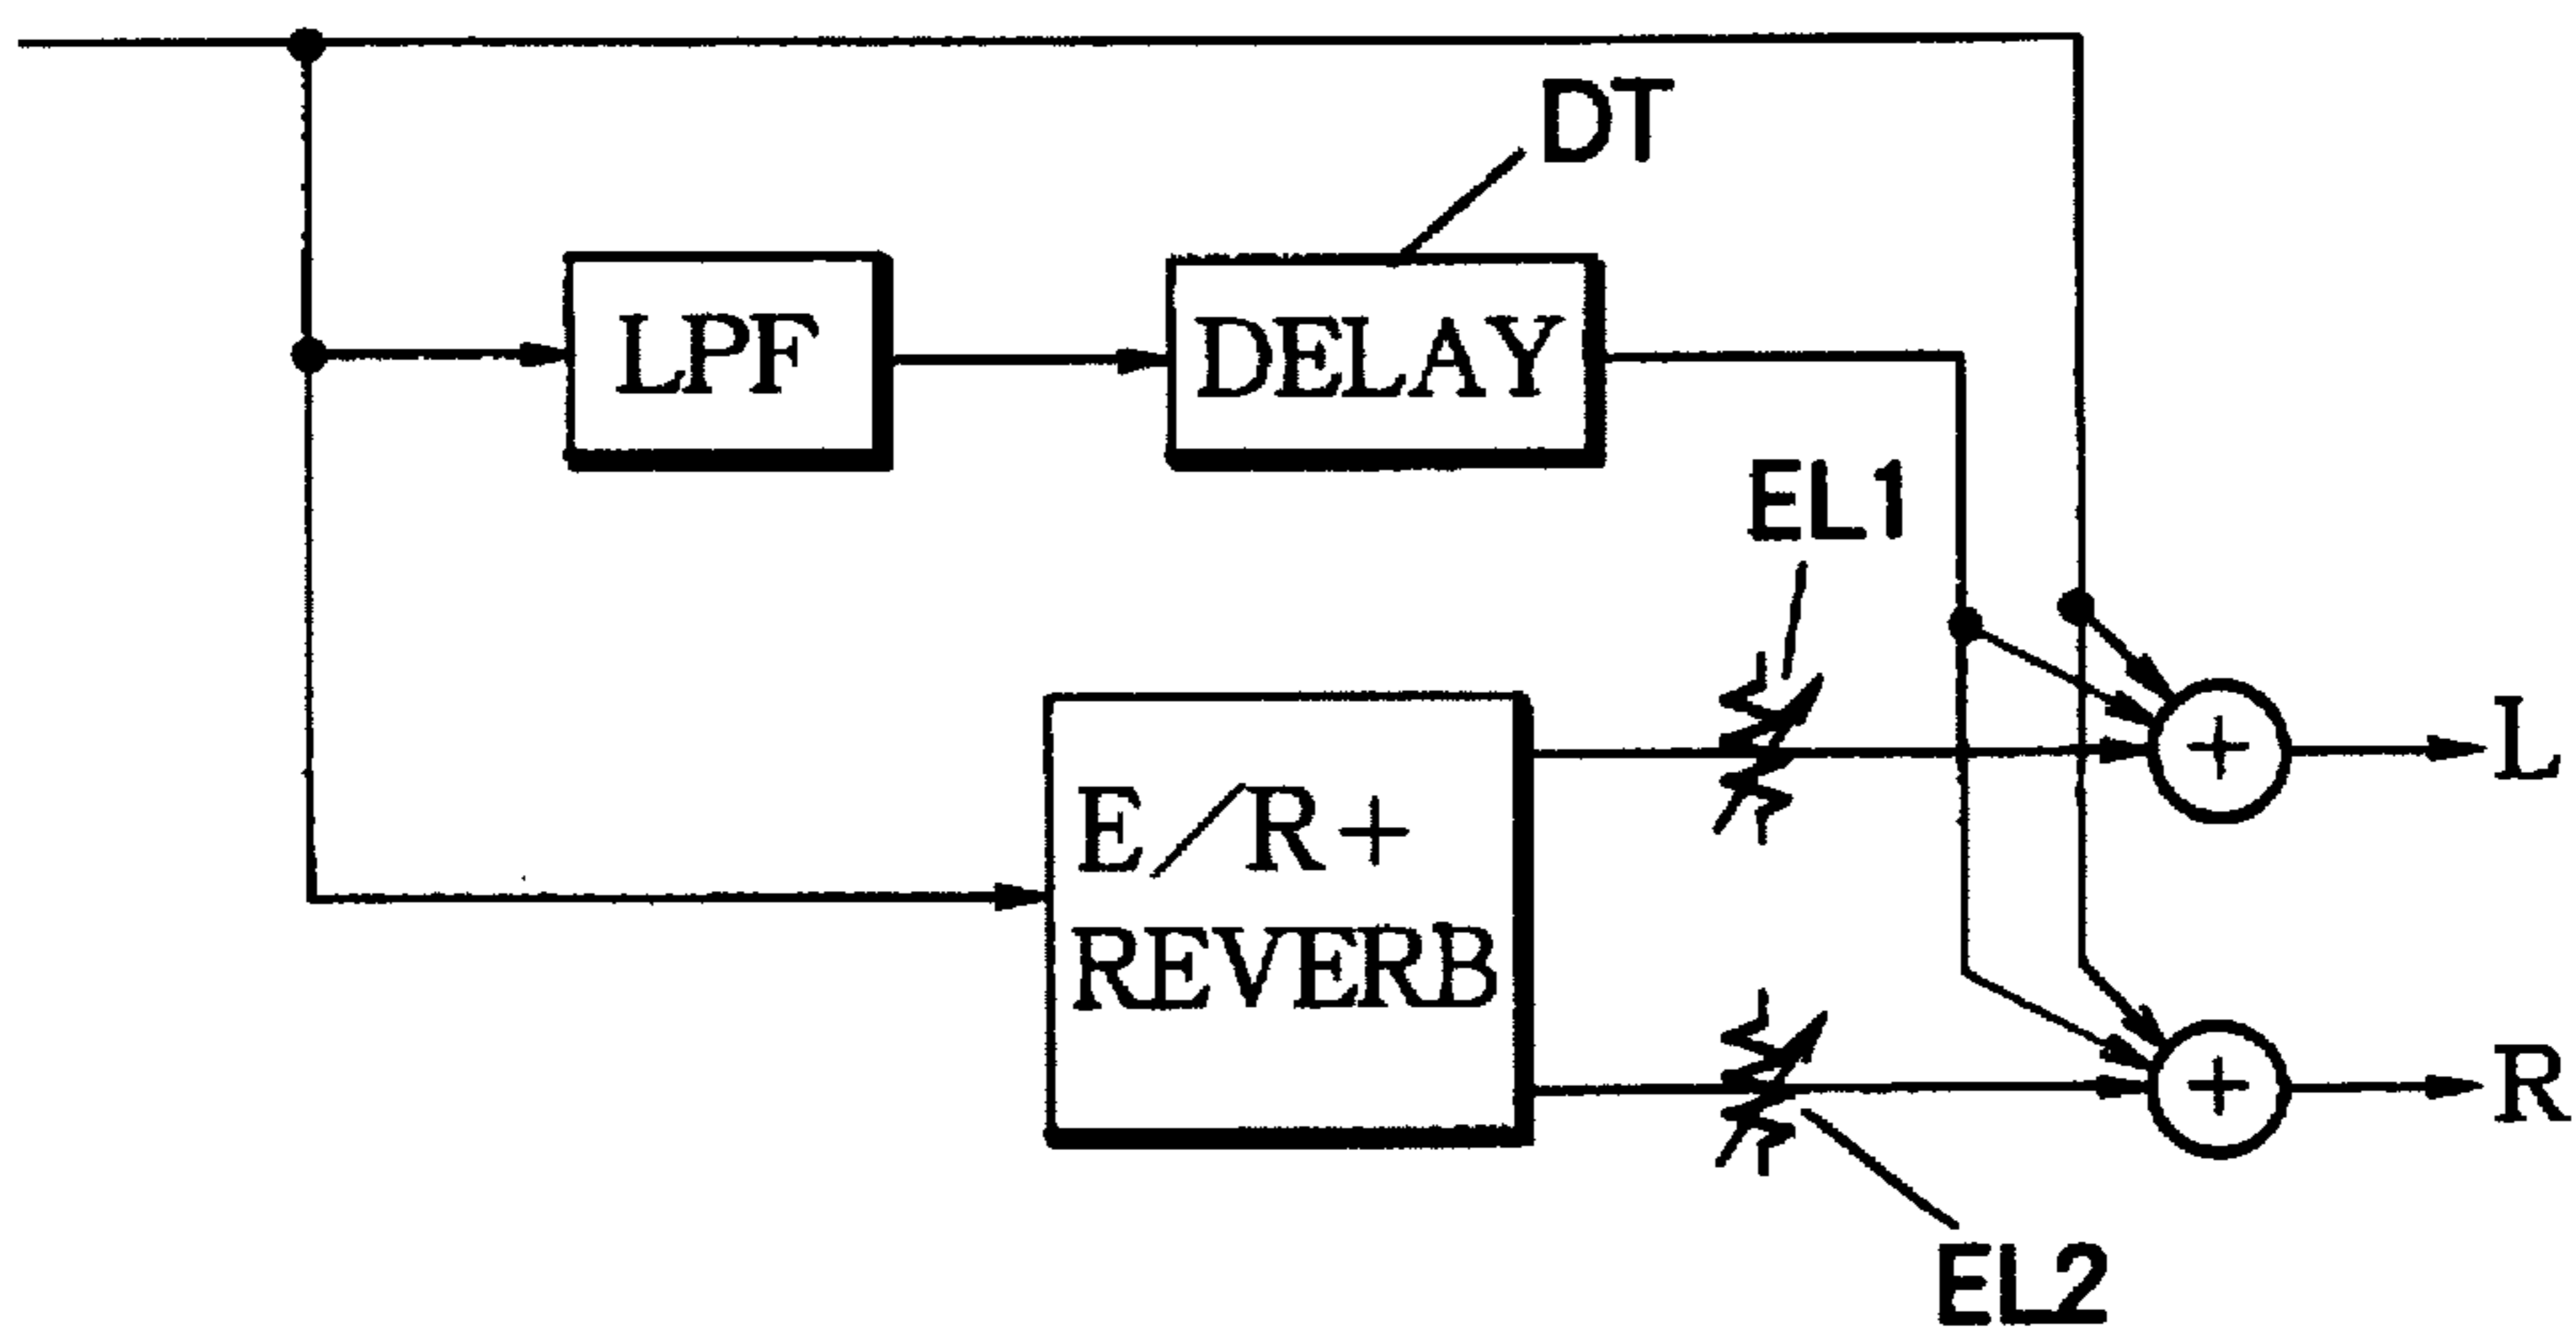 DT
LPF
DELAY
EL1
E/R+
REVERB
+
L
+
R
EL2